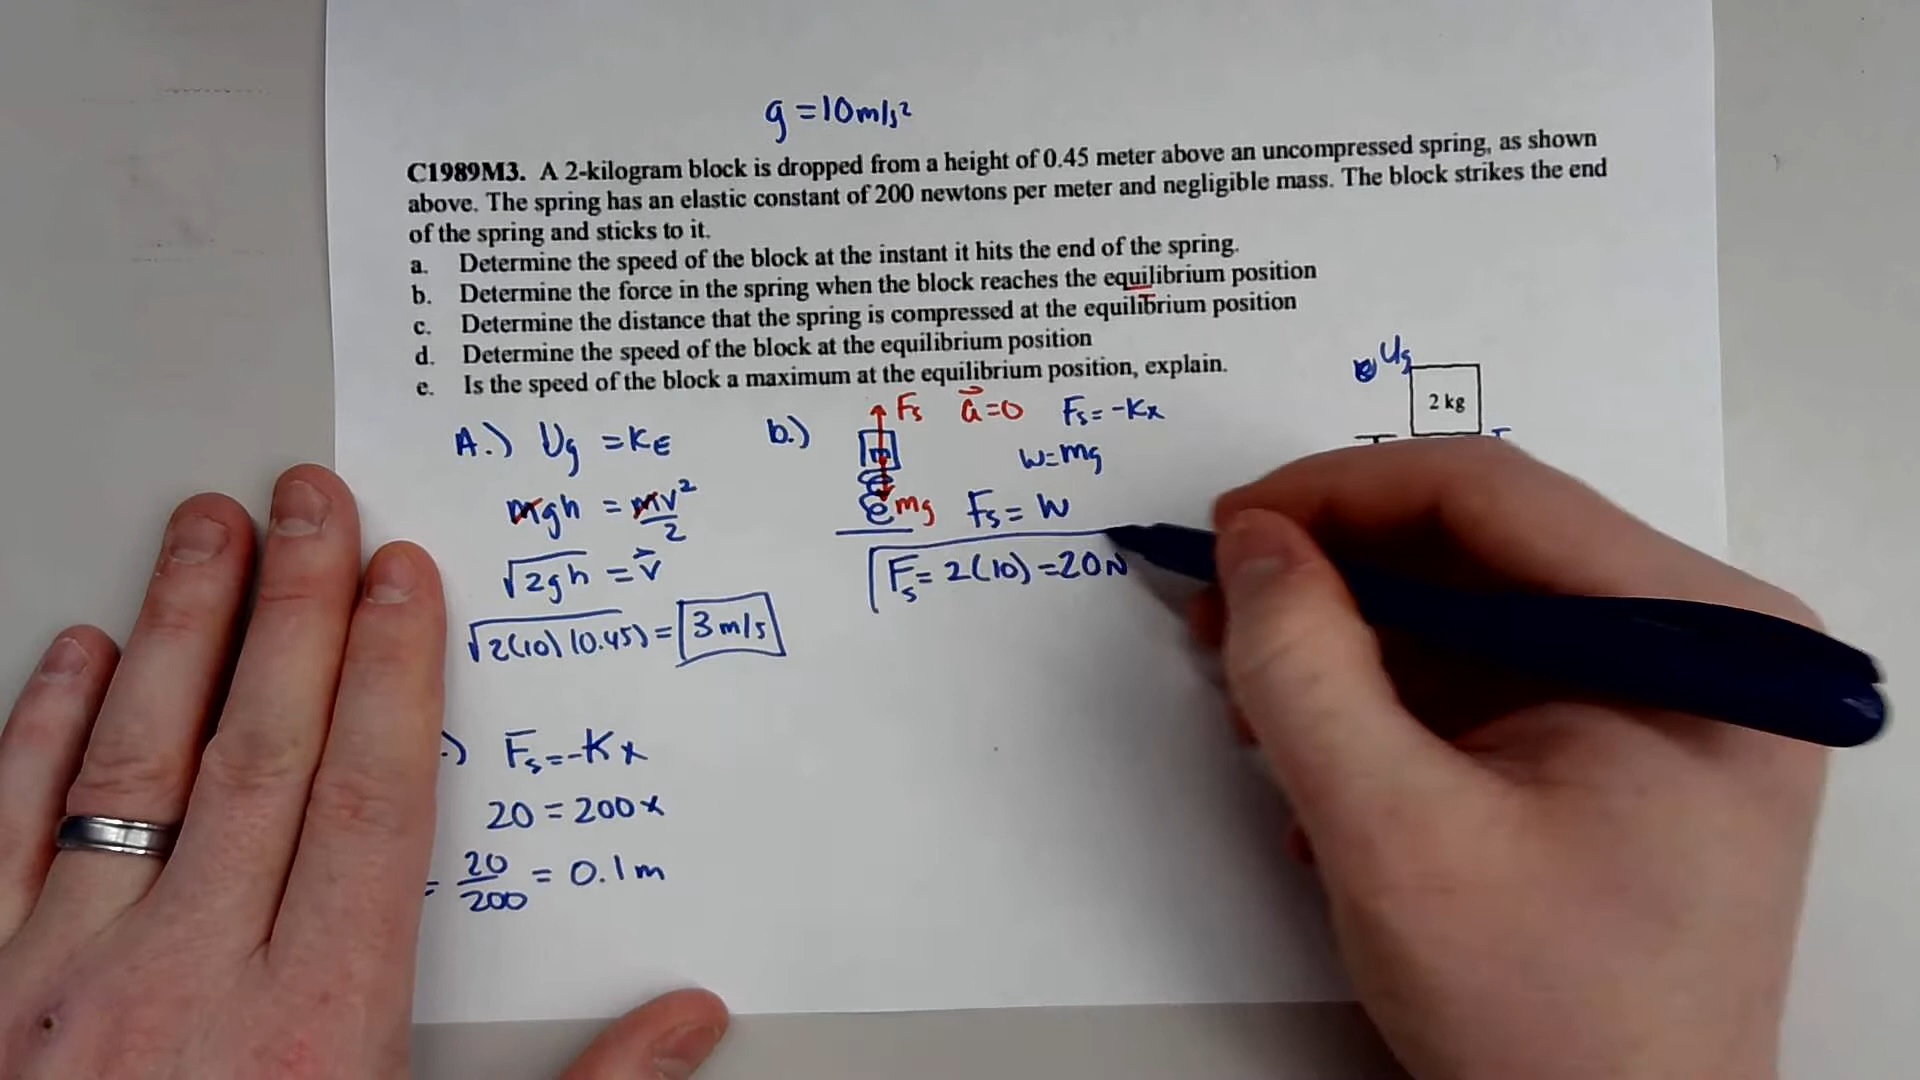 g = 10 m/s²
C1989M3. A 2-kilogram block is dropped from a height of 0.45 meter above an uncompressed spring, as shown
above. The spring has an elastic constant of 200 newtons per meter and negligible mass. The block strikes the end
of the spring and sticks to it.
a. Determine the speed of the block at the instant it hits the end of the spring.
b. Determine the force in the spring when the block reaches the equilibrium position
c. Determine the distance that the spring is compressed at the equilibrium position
d. Determine the speed of the block at the equilibrium position
e. Is the speed of the block a maximum at the equilibrium position, explain.
Ug
2 kg
A.) Ug = KE
mgh = mv²/2
√2gh = v⃗
√2(10)(0.45) = 3 m/s
b.) Fs a⃗=0 Fs = -Kx
m
w = mg
mg Fs = W
Fs = 2(10) = 20N
.) Fs = -Kx
20 = 200x
= 20/200 = 0.1m